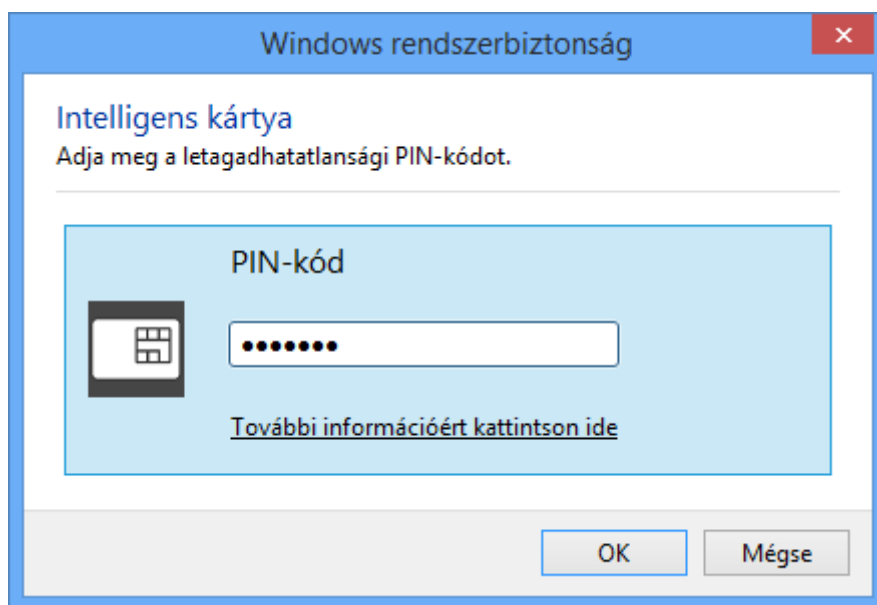 Windows rendszerbiztonság
Intelligens kártya
Adja meg a letagadhatatlansági PIN-kódot.
PIN-kód
•••••••
További információért kattintson ide
OK
Mégse